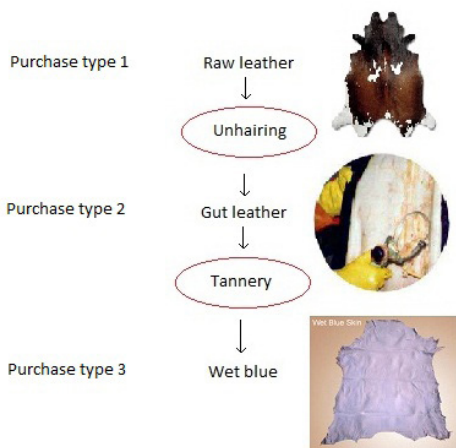 Purchase type 1
Raw leather
Unhairing
Purchase type 2
Gut leather
Tannery
Wet Blue Skin
Purchase type 3
Wet blue